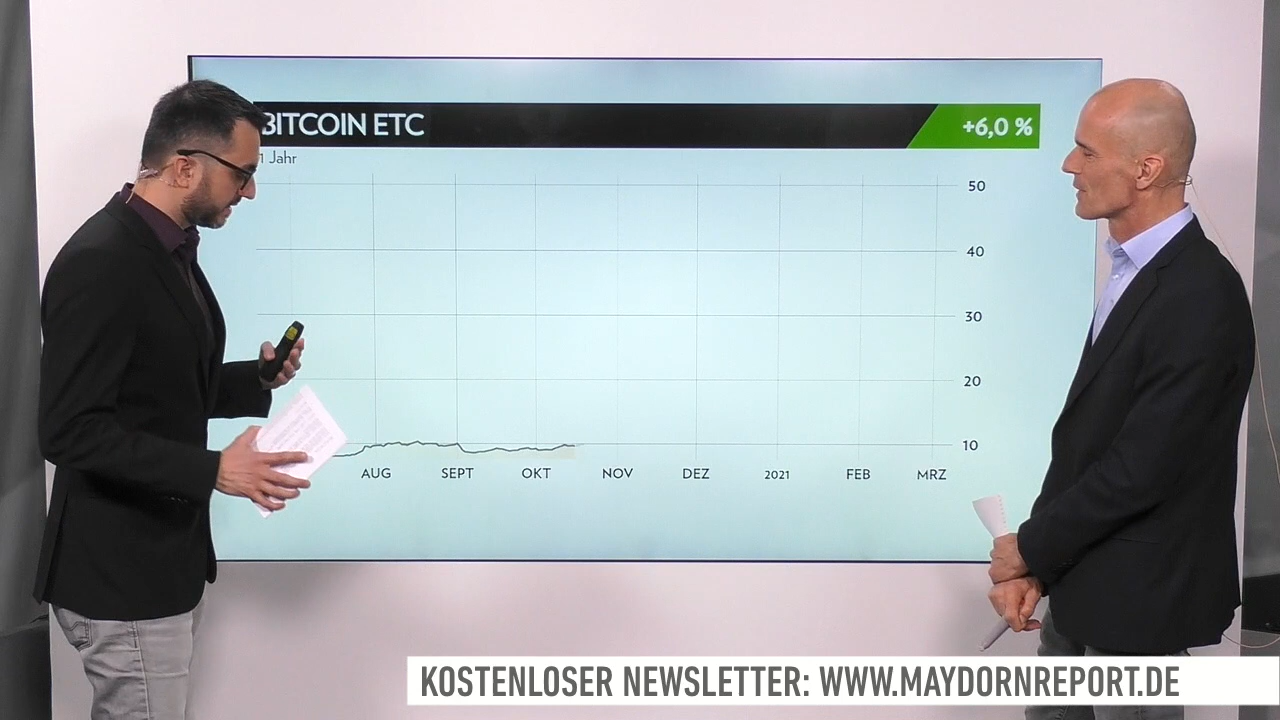 BITCOIN ETC
+6,0 %
1 Jahr
50
40
30
20
10
AUG SEPT OKT NOV DEZ 2021 FEB MRZ
KOSTENLOSER NEWSLETTER: WWW.MAYDORNREPORT.DE